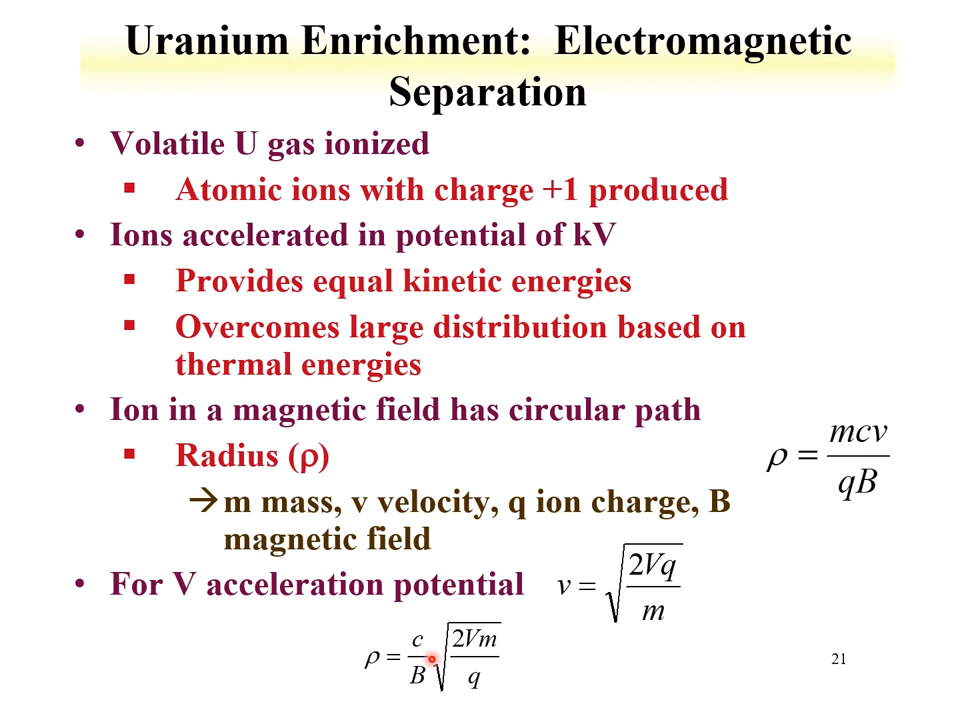 Uranium Enrichment: Electromagnetic
Separation
• Volatile U gas ionized
▪ Atomic ions with charge +1 produced
• Ions accelerated in potential of kV
▪ Provides equal kinetic energies
▪ Overcomes large distribution based on
thermal energies
• Ion in a magnetic field has circular path
▪ Radius (ρ)
→ m mass, v velocity, q ion charge, B
magnetic field
ρ = mcv / qB
• For V acceleration potential v = √(2Vq / m)
ρ = c/B √(2Vm / q)
21